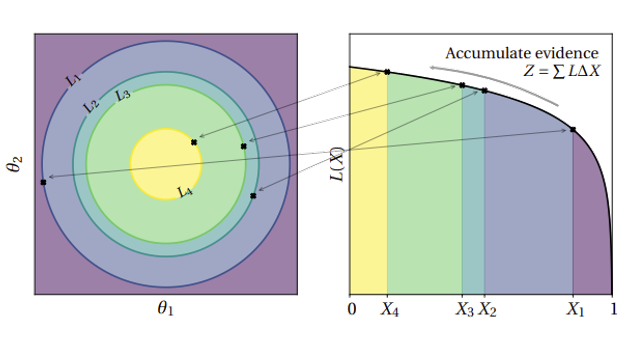 L₁
L₂
L₃
L₄
θ₂
θ₁
Accumulate evidence
Z = ∑ LΔX
L(X)
0 X₄ X₃ X₂ X₁ 1